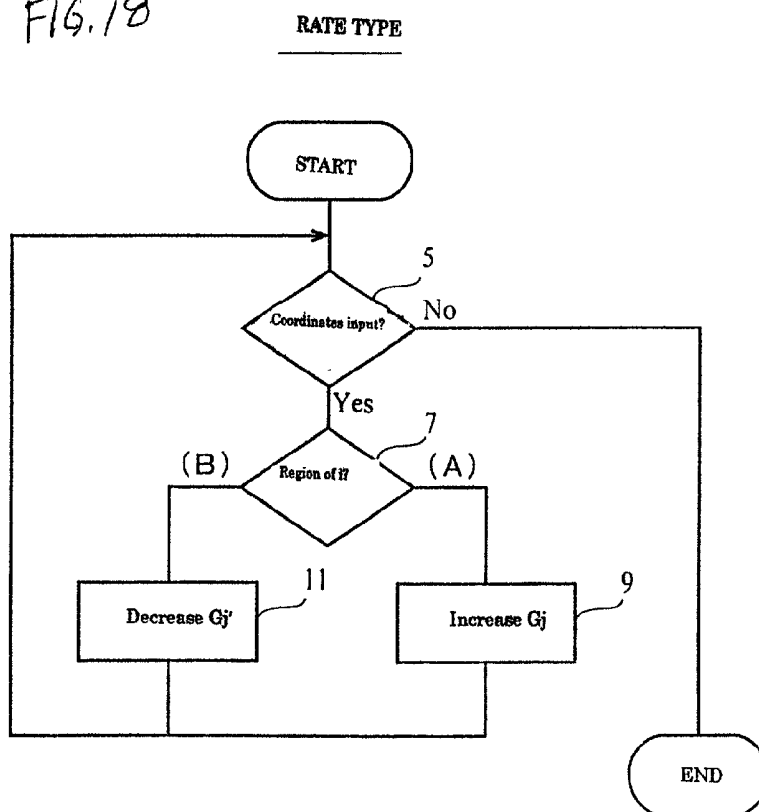 FIG. 18
RATE TYPE
START
5
Coordinates input?
No
Yes
7
(B)
Region of i?
(A)
11
Decrease Gj'
9
Increase Gj
END